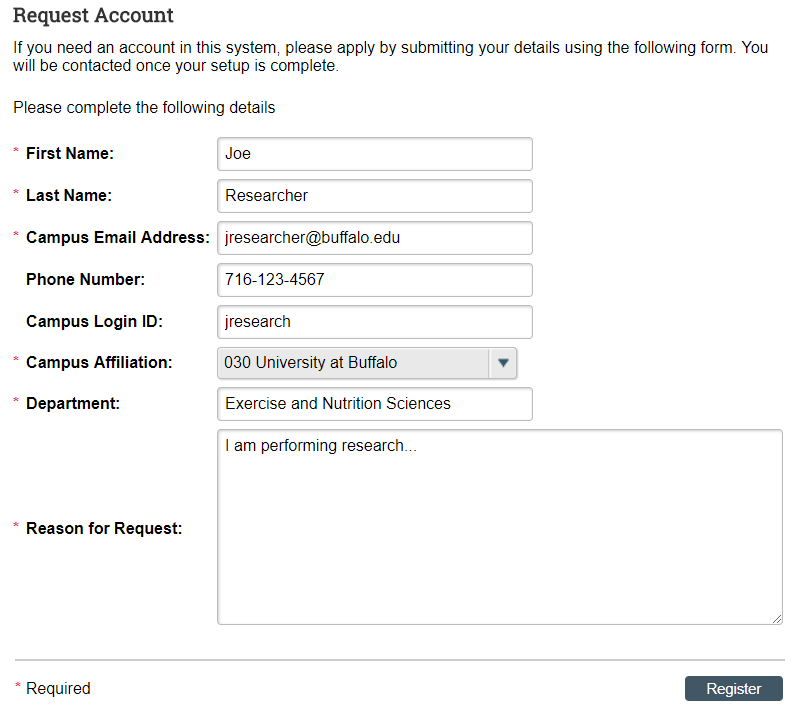 Request Account
If you need an account in this system, please apply by submitting your details using the following form. You
will be contacted once your setup is complete.
Please complete the following details
* First Name: Joe
* Last Name: Researcher
* Campus Email Address: jresearcher@buffalo.edu
Phone Number: 716-123-4567
Campus Login ID: jresearch
* Campus Affiliation: 030 University at Buffalo
* Department: Exercise and Nutrition Sciences
I am performing research...
* Reason for Request:
* Required
Register